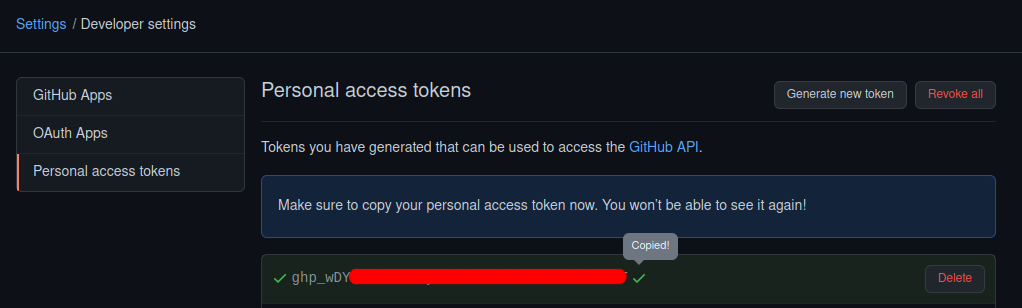 Settings / Developer settings
GitHub Apps
OAuth Apps
Personal access tokens
Personal access tokens
Generate new token
Revoke all
Tokens you have generated that can be used to access the GitHub API.
Make sure to copy your personal access token now. You won't be able to see it again!
Copied!
ghp_wDY
Delete